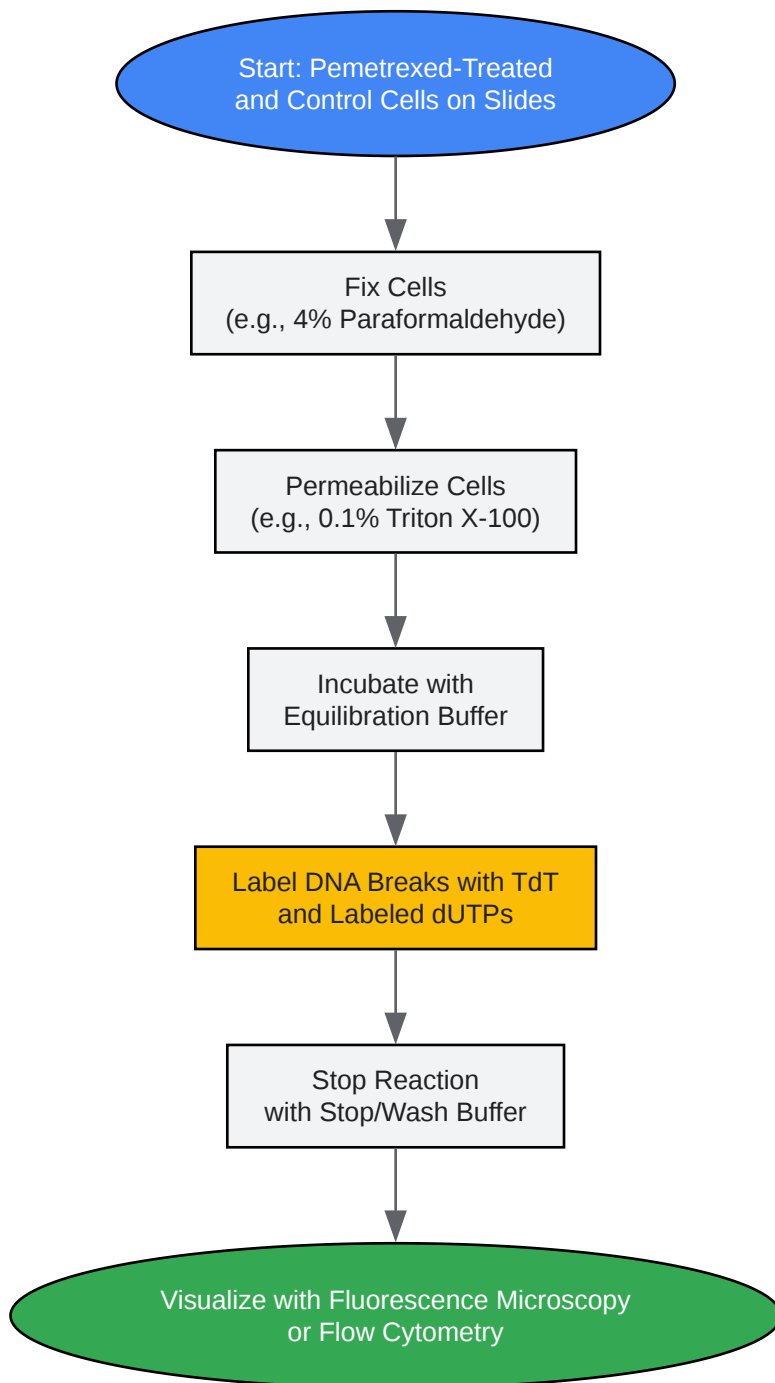 Start: Pemetrexed-Treated
and Control Cells on Slides
Fix Cells
(e.g., 4% Paraformaldehyde)
Permeabilize Cells
(e.g., 0.1% Triton X-100)
Incubate with
Equilibration Buffer
Label DNA Breaks with TdT
and Labeled dUTPs
Stop Reaction
with Stop/Wash Buffer
Visualize with Fluorescence Microscopy
or Flow Cytometry